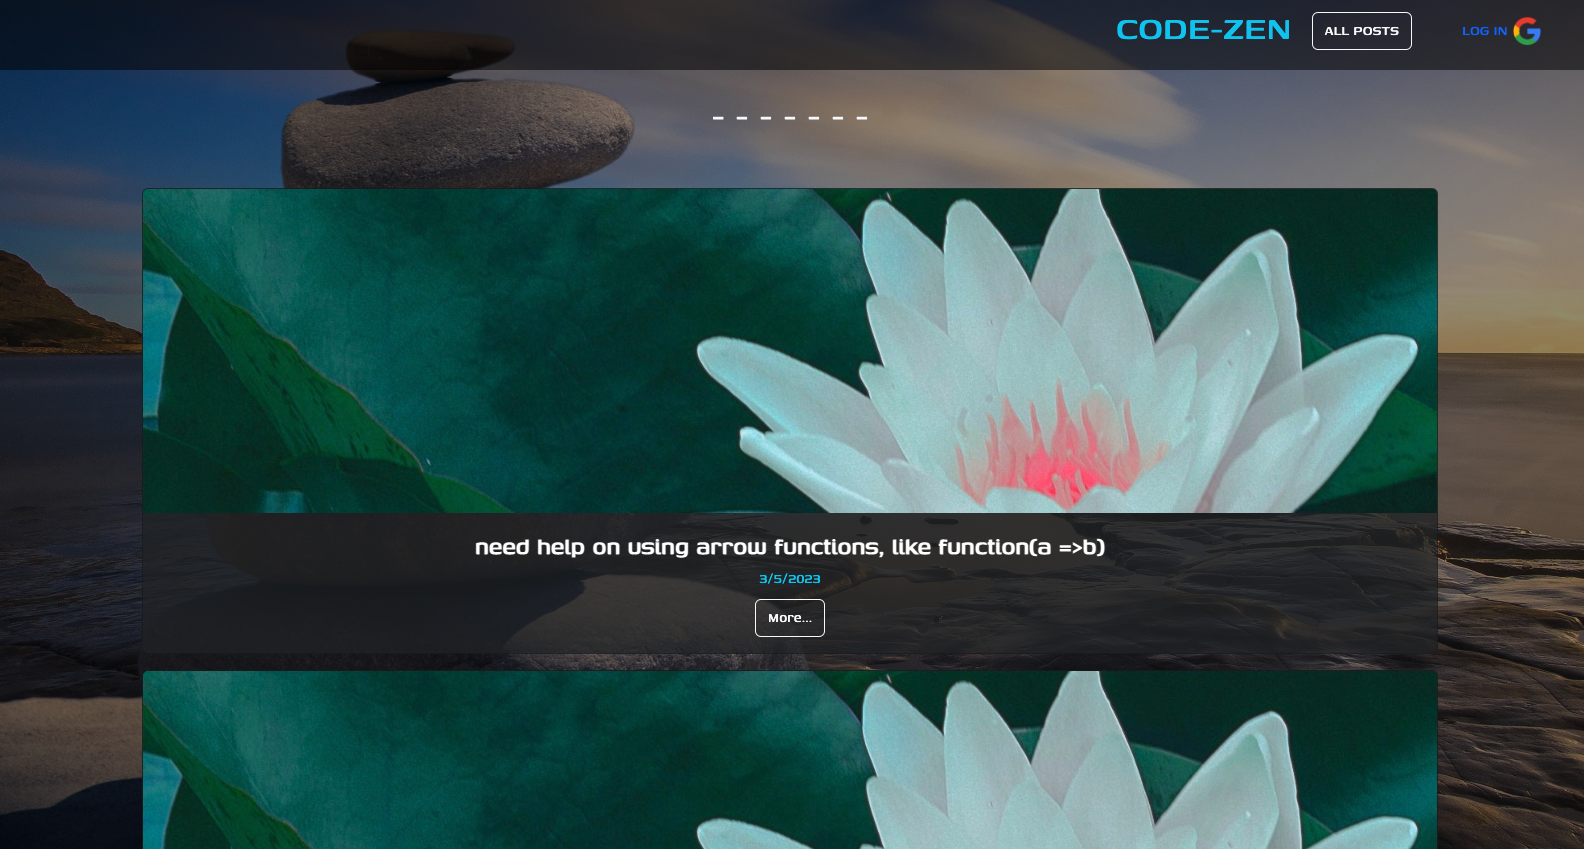 CODE-ZEN ALL POSTS LOG IN
- - - - - - -
need help on using arrow functions, like function(a =>b)
3/5/2023
More...